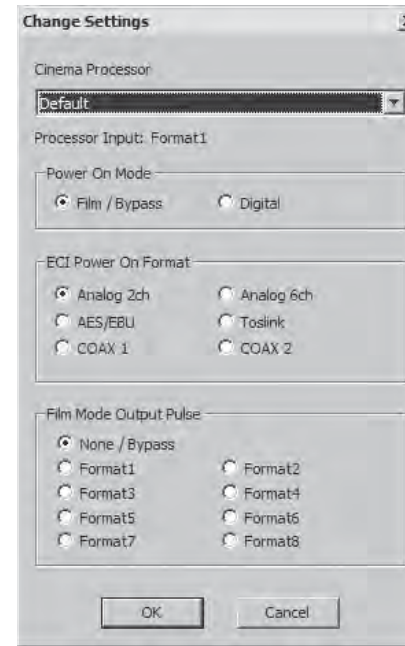 Change Settings
Cinema Processor
Default
Processor Input: Format1
Power On Mode
Film / Bypass Digital
ECI Power On Format
Analog 2ch Analog 6ch
AES/EBU Toslink
COAX 1 COAX 2
Film Mode Output Pulse
None / Bypass
Format1 Format2
Format3 Format4
Format5 Format6
Format7 Format8
OK Cancel